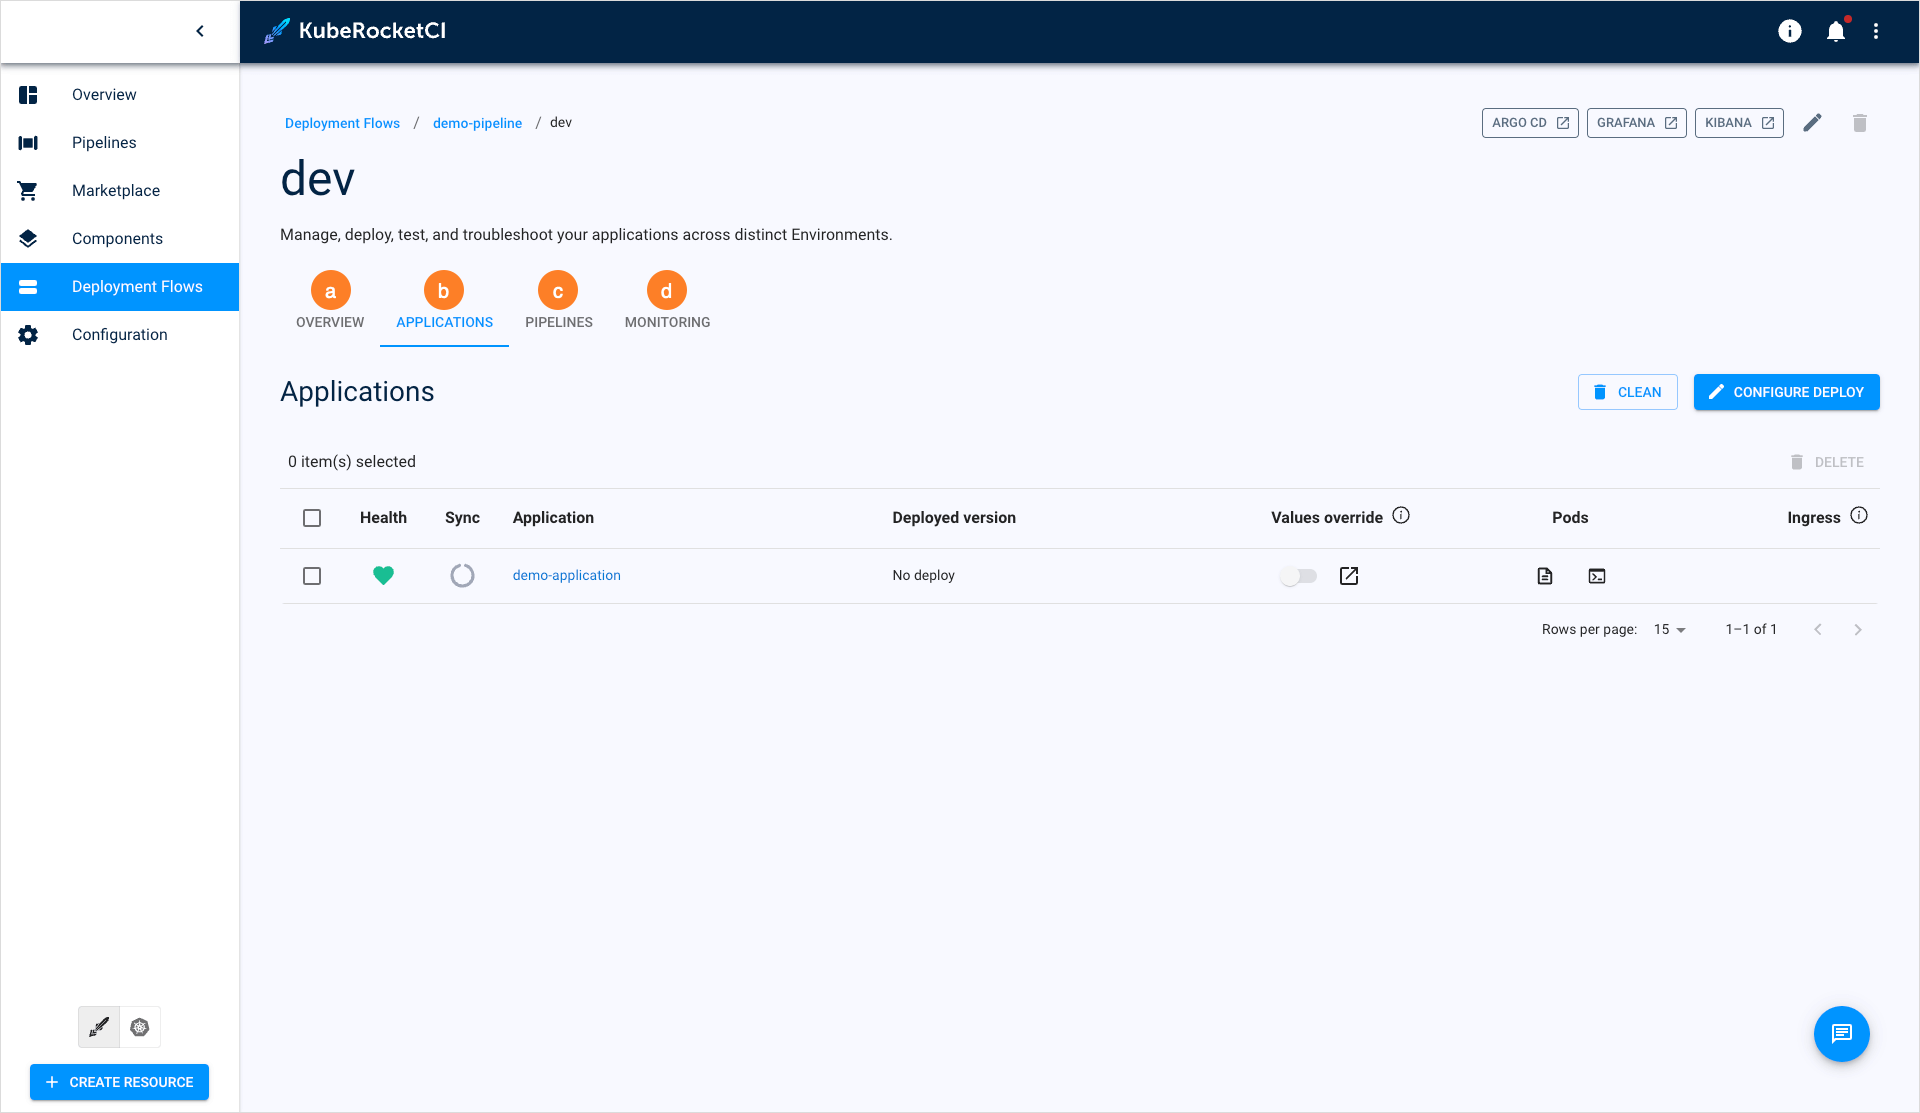 KubeRocketCI
Overview
Pipelines
Marketplace
Components
Deployment Flows
Configuration
CREATE RESOURCE
Deployment Flows / demo-pipeline / dev
ARGO CD GRAFANA KIBANA
dev
Manage, deploy, test, and troubleshoot your applications across distinct Environments.
a b c d
OVERVIEW APPLICATIONS PIPELINES MONITORING
Applications
CLEAN CONFIGURE DEPLOY
0 item(s) selected
DELETE
Health Sync Application Deployed version Values override Pods Ingress
demo-application No deploy
Rows per page: 15 1–1 of 1